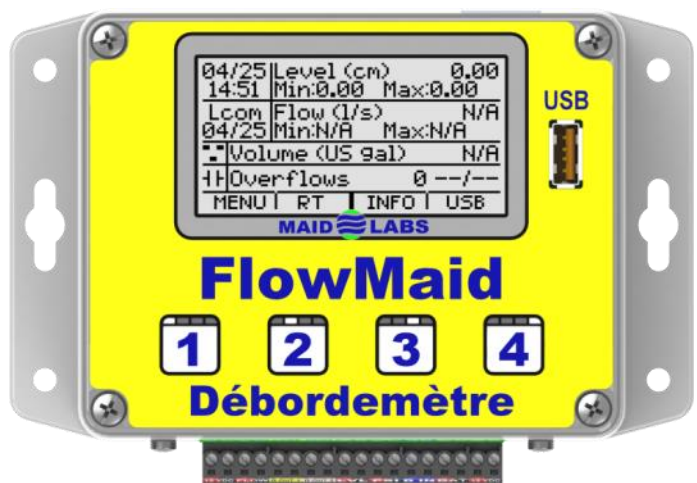 04/25 Level (cm) 0.00
14:51 Min:0.00 Max:0.00
Lcom Flow (l/s) N/A
04/25 Min:N/A Max:N/A
Volume (US gal) N/A
Overflows 0 --/--
MENU RT INFO USB
MAID LABS
USB
FlowMaid
1 2 3 4
Débordemètre